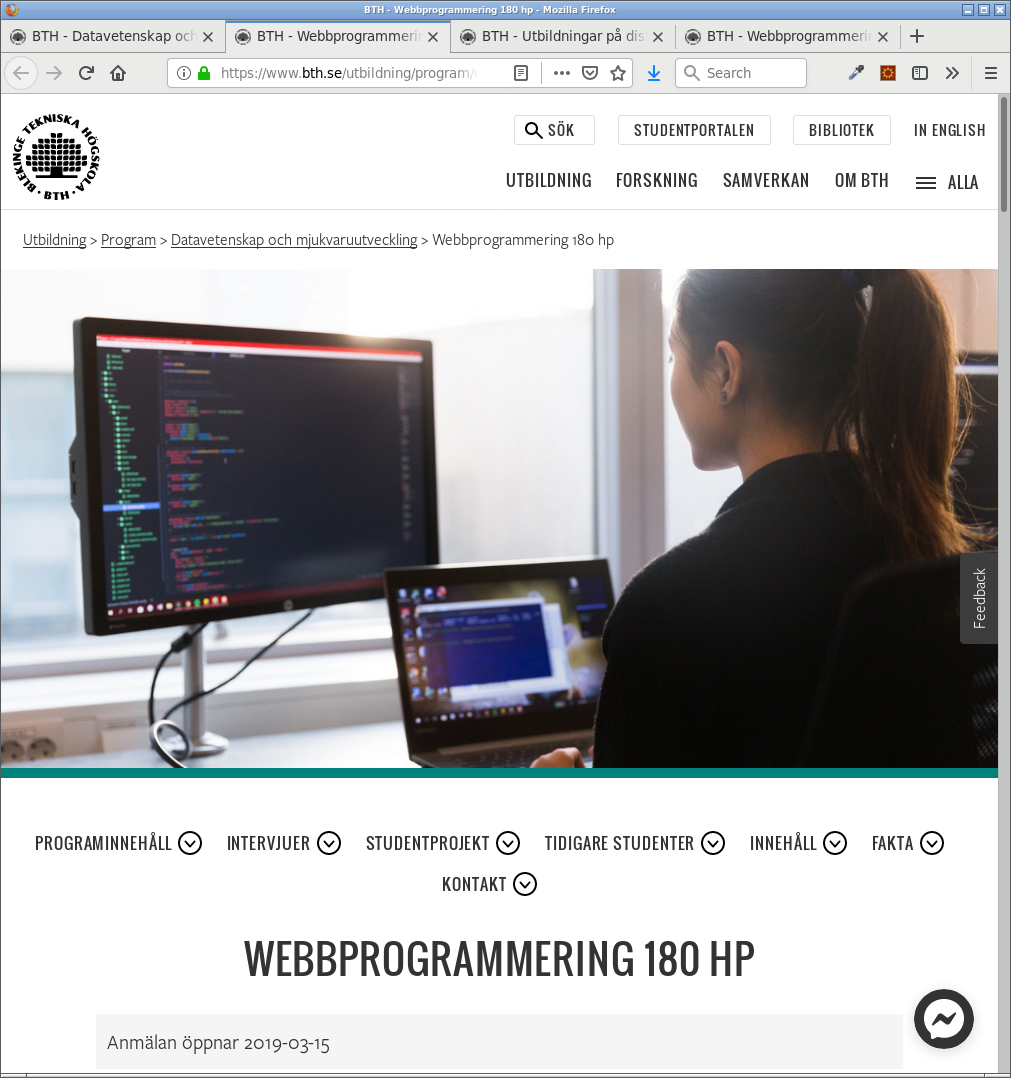 BTH - Webbprogrammering 180 hp - Mozilla Firefox
BTH - Datavetenskap och
BTH - Webbprogrammerin
BTH - Utbildningar på dis
BTH - Webbprogrammerin
https://www.bth.se/utbildning/program/
Search
BLEKINGE TEKNISKA HÖGSKOLA · BTH ·
SÖK
STUDENTPORTALEN
BIBLIOTEK
IN ENGLISH
UTBILDNING
FORSKNING
SAMVERKAN
OM BTH
ALLA
Utbildning > Program > Datavetenskap och mjukvaruutveckling > Webbprogrammering 180 hp
Feedback
PROGRAMINNEHÅLL
INTERVJUER
STUDENTPROJEKT
TIDIGARE STUDENTER
INNEHÅLL
FAKTA
KONTAKT
WEBBPROGRAMMERING 180 HP
Anmälan öppnar 2019-03-15